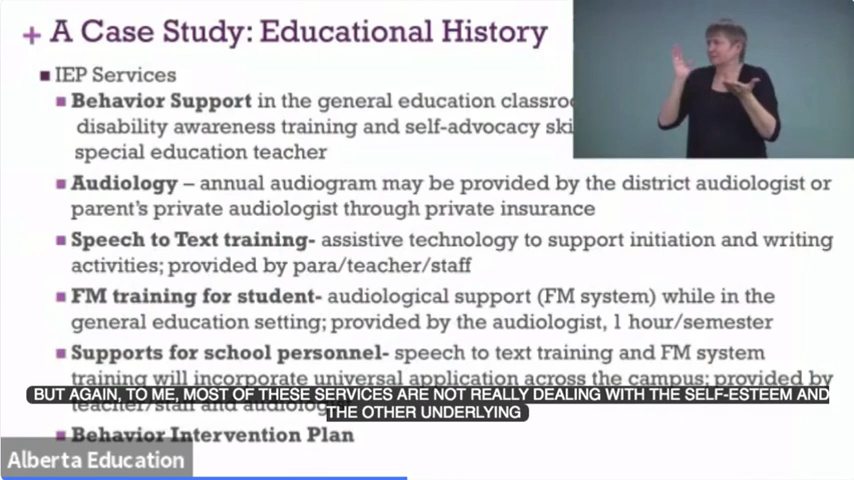 + A Case Study: Educational History
IEP Services
Behavior Support in the general education
disability awareness training and self-advocacy
special education teacher
Audiology – annual audiogram may be provided by the district audiologist or
parent's private audiologist through private insurance
Speech to Text training- assistive technology to support initiation and writing
activities; provided by para/teacher/staff
FM training for student- audiological support (FM system) while in the
general education setting; provided by the audiologist, 1 hour/semester
Supports for school personnel- speech to text training and FM system
training will incorporate universal application across the campus; provided by
BUT AGAIN, TO ME, MOST OF THESE SERVICES ARE NOT REALLY DEALING WITH THE SELF-ESTEEM AND
teacher/staff and
THE OTHER UNDERLYING
Behavior Intervention Plan
Alberta Education